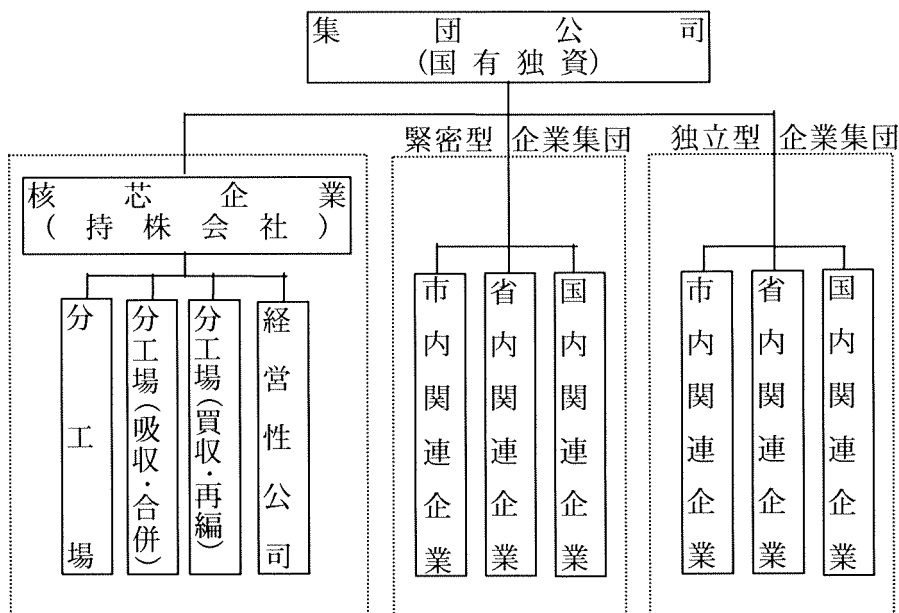 集団公司
(国有独資)
緊密型企業集団
独立型企業集団
核芯企業
(持株会社)
分工場
分工場(吸収・合併)
分工場(買収・再編)
経営性公司
市内関連企業
省内関連企業
国内関連企業
市内関連企業
省内関連企業
国内関連企業